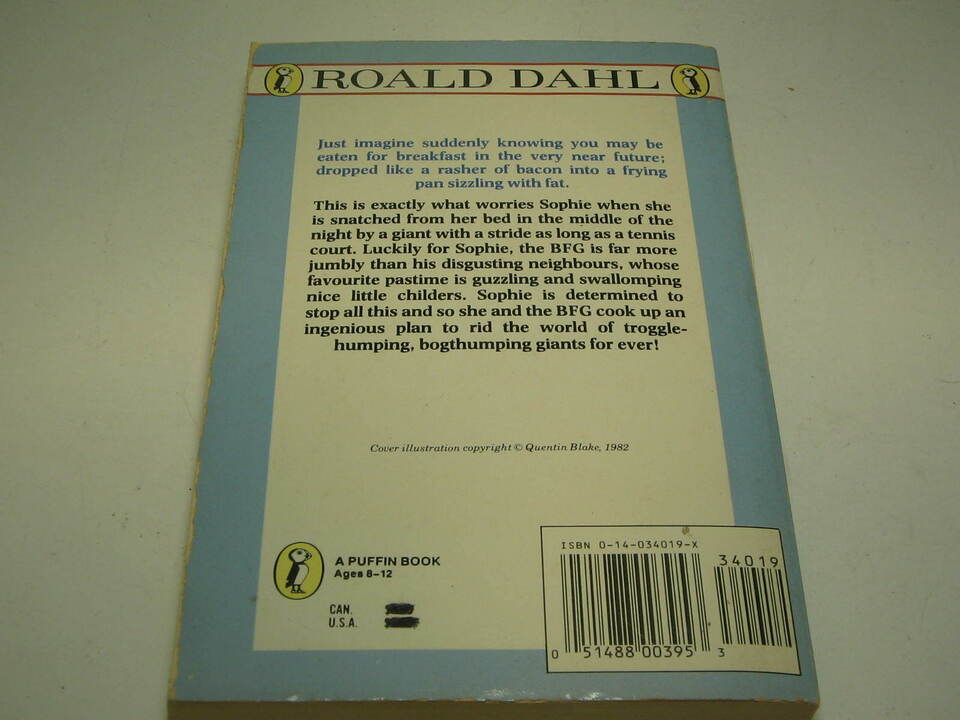 ROALD DAHL
Just imagine suddenly knowing you may be
eaten for breakfast in the very near future;
dropped like a rasher of bacon into a frying
pan sizzling with fat.
This is exactly what worries Sophie when she
is snatched from her bed in the middle of the
night by a giant with a stride as long as a tennis
court. Luckily for Sophie, the BFG is far more
jumbly than his disgusting neighbours, whose
favourite pastime is guzzling and swallomping
nice little childers. Sophie is determined to
stop all this and so she and the BFG cook up an
ingenious plan to rid the world of troggle-
humping, bogthumping giants for ever!
Cover illustration copyright © Quentin Blake, 1982
A PUFFIN BOOK
Ages 8–12
CAN.
U.S.A.
ISBN 0-14-034019-X
34019
0 51488 00395 3